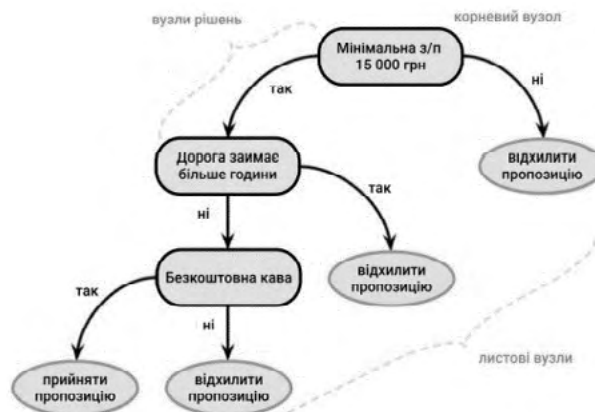 вузли рішень
корневий вузол
Мінімальна з/п
15 000 грн
так
ні
Дорога заимає
більше години
відхилити
пропозицію
ні
так
Безкоштовна кава
відхилити
пропозицію
так
ні
листові вузли
прийняти
пропозицію
відхилити
пропозицію